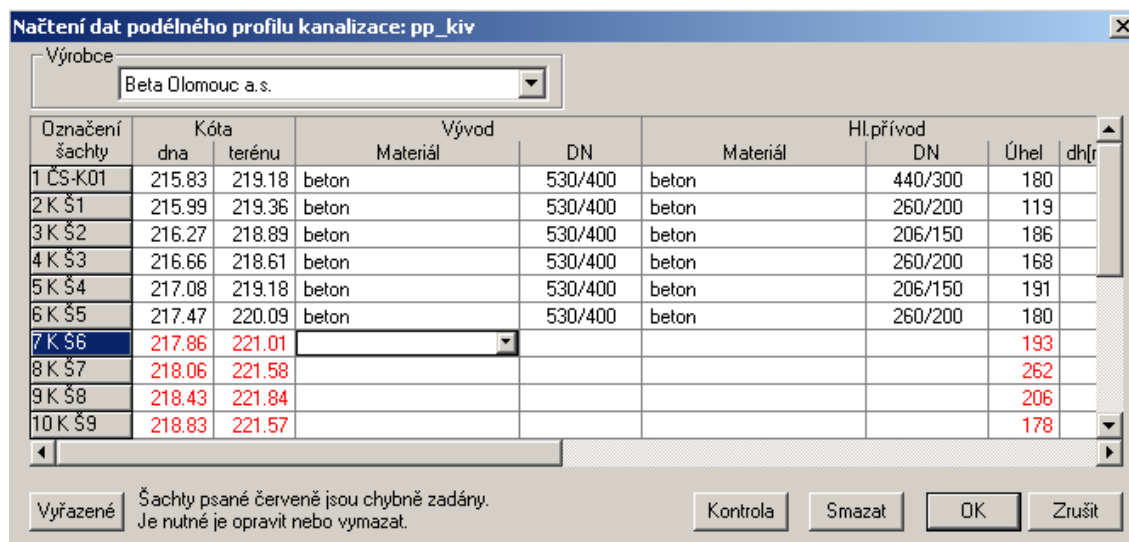 Načtení dat podélného profilu kanalizace: pp_kiv
Výrobce
Beta Olomouc a.s.
Označení šachty Kóta Vývod Hl.přívod
dna terénu Materiál DN Materiál DN Úhel dh[r
1 ČS-K01 215.83 219.18 beton 530/400 beton 440/300 180
2 K Š1 215.99 219.36 beton 530/400 beton 260/200 119
3 K Š2 216.27 218.89 beton 530/400 beton 206/150 186
4 K Š3 216.66 218.61 beton 530/400 beton 260/200 168
5 K Š4 217.08 219.18 beton 530/400 beton 206/150 191
6 K Š5 217.47 220.09 beton 530/400 beton 260/200 180
7 K Š6 217.86 221.01 193
8 K Š7 218.06 221.58 262
9 K Š8 218.43 221.84 206
10 K Š9 218.83 221.57 178
Vyřazené
Šachty psané červeně jsou chybně zadány.
Je nutné je opravit nebo vymazat.
Kontrola Smazat OK Zrušit